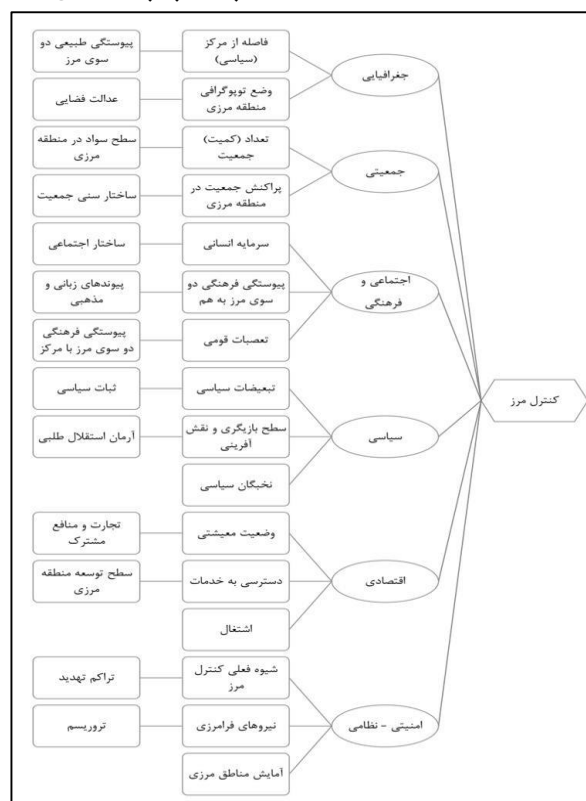 کنترل مرز
جغرافیایی
فاصله از مرکز
(سیاسی)
پیوستگی طبیعی دو
سوی مرز
وضع توپوگرافی
منطقه مرزی
عدالت فضایی
جمعیتی
تعداد (کمیت)
جمعیت
سطح سواد در منطقه
مرزی
پراکنش جمعیت در
منطقه مرزی
ساختار سنی جمعیت
اجتماعی و
فرهنگی
سرمایه انسانی
ساختار اجتماعی
پیوستگی فرهنگی دو
سوی مرز به هم
پیوندهای زبانی و
مذهبی
تعصبات قومی
پیوستگی فرهنگی
دو سوی مرز با مرکز
سیاسی
تبعیضات سیاسی
ثبات سیاسی
سطح بازیگری و نقش
آفرینی
آرمان استقلال طلبی
نخبگان سیاسی
اقتصادی
وضعیت معیشتی
تجارت و منافع
مشترک
دسترسی به خدمات
سطح توسعه منطقه
مرزی
اشتغال
امنیتی - نظامی
شیوه فعلی کنترل
مرز
تراکم تهدید
نیروهای فرامرزی
تروریسم
آمایش مناطق مرزی